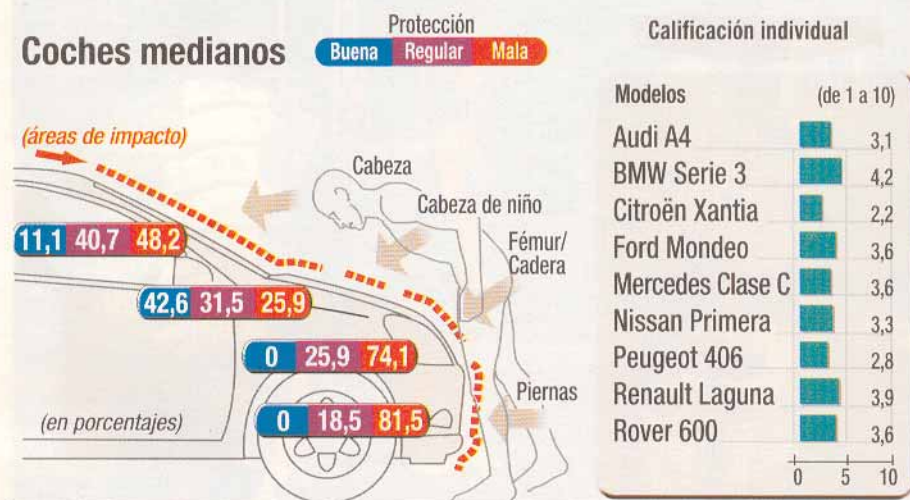 Coches medianos
Protección
Buena Regular Mala
(áreas de impacto)
Cabeza
Cabeza de niño
Fémur/
Cadera
Piernas
11,1 40,7 48,2
42,6 31,5 25,9
0 25,9 74,1
0 18,5 81,5
(en porcentajes)
Calificación individual
Modelos (de 1 a 10)
Audi A4 3,1
BMW Serie 3 4,2
Citroën Xantia 2,2
Ford Mondeo 3,6
Mercedes Clase C 3,6
Nissan Primera 3,3
Peugeot 406 2,8
Renault Laguna 3,9
Rover 600 3,6
0 5 10